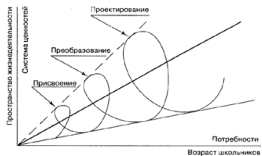 Проектирование
Преобразование
Присвоение
Пространство жизнедеятельности
Система ценностей
Потребности
Возраст школьников